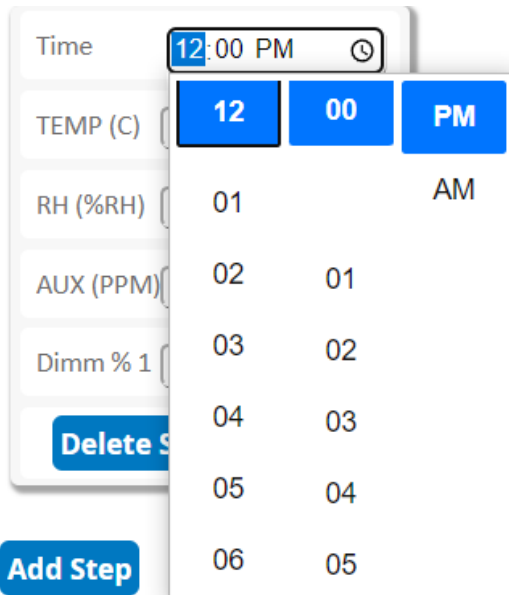 Time 12:00 PM
12 00 PM
01 AM
TEMP (C)
RH (%RH)
02 01
AUX (PPM)
03 02
Dimm % 1
04 03
Delete S
05 04
06 05
Add Step